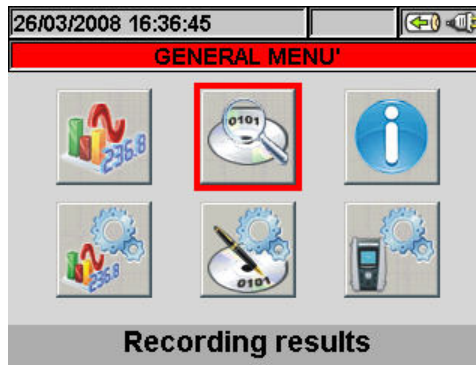 26/03/2008 16:36:45
GENERAL MENU'
236.8
0101
236.8
0101
Recording results